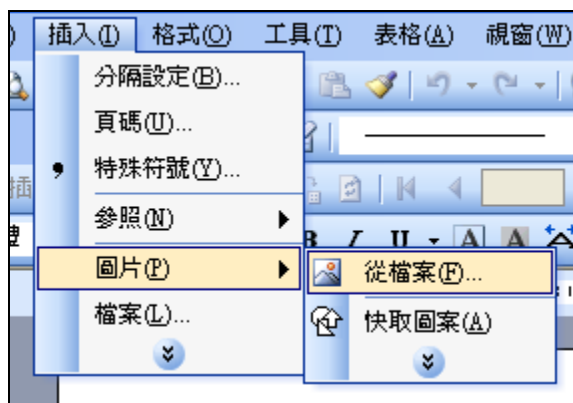 插入(I) 格式(O) 工具(T) 表格(A) 視窗(W)
分隔設定(B)...
頁碼(U)...
特殊符號(Y)...
插
參照(N)
B I U A A
圖片(P)
從檔案(F)...
檔案(L)...
快取圖案(A)